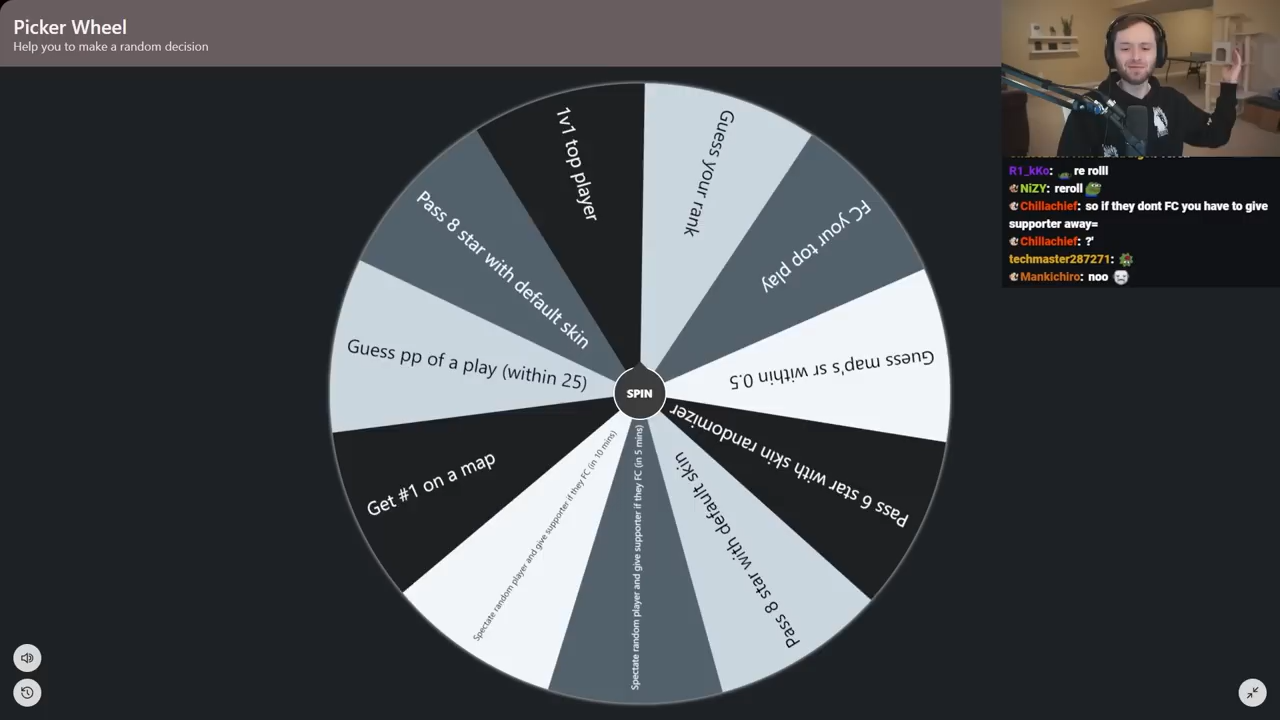 Picker Wheel
Help you to make a random decision
1v1 top player
Guess your rank
FC your top play
Guess map's sr within 0.5
Pass 6 star with skin randomizer
Pass 8 star with default skin
Spectate random player and give supporter if they FC (in 5 mins)
Spectate random player and give supporter if they FC (in 10 mins)
Get #1 on a map
Guess pp of a play (within 25)
Pass 8 star with default skin
SPIN
R1_kKo: re rolll
NiZY: reroll
Chillachief: so if they dont FC you have to give
supporter away=
Chillachief: ?'
techmaster287271:
Mankichiro: noo